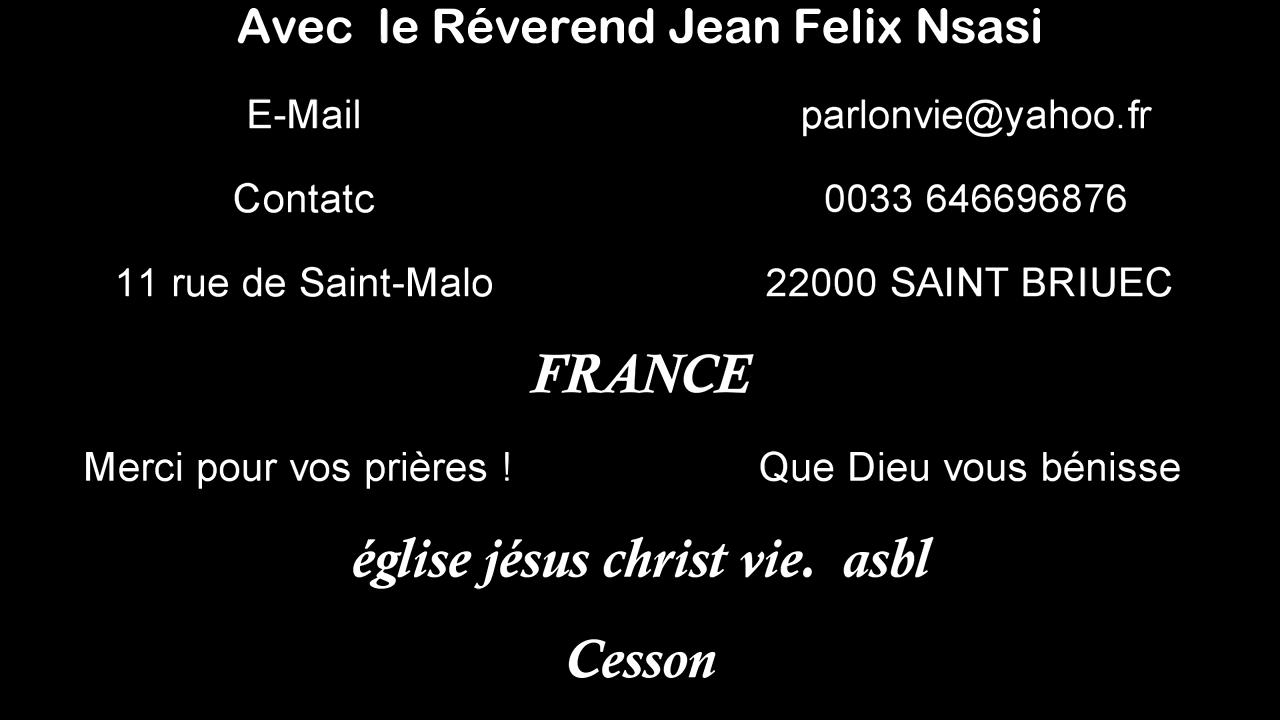 Avec le Réverend Jean Felix Nsasi
E-Mail parlonvie@yahoo.fr
Contatc 0033 646696876
11 rue de Saint-Malo 22000 SAINT BRIUEC
FRANCE
Merci pour vos prières ! Que Dieu vous bénisse
église jésus christ vie. asbl
Cesson